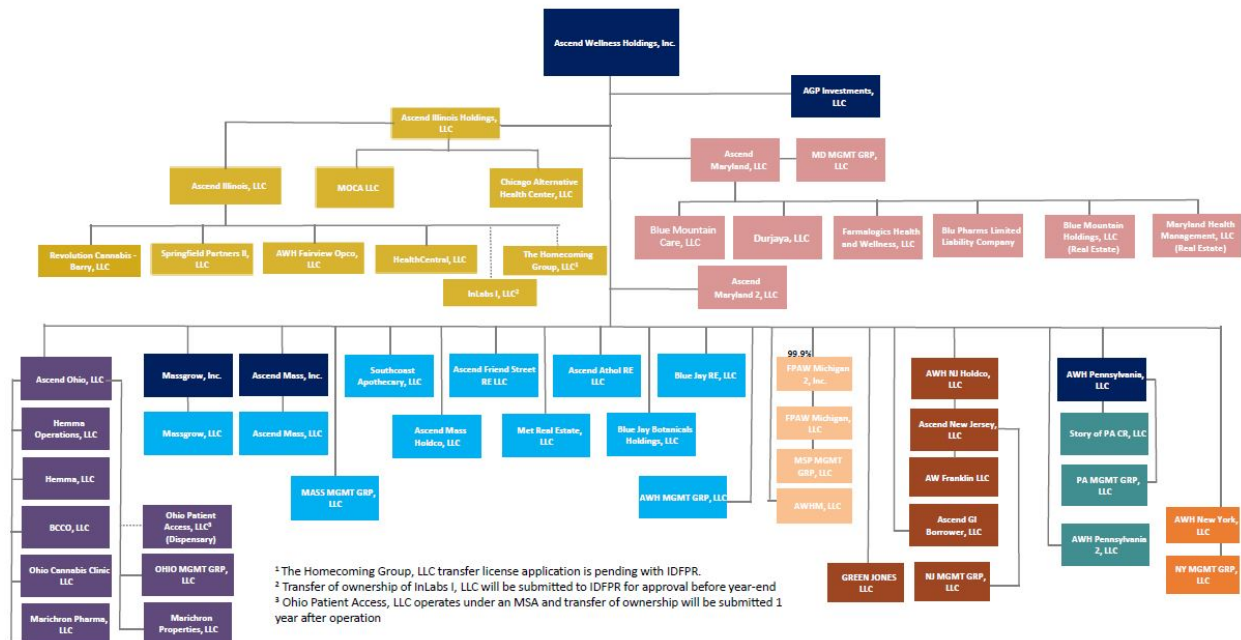 Ascend Wellness Holdings, Inc.
AGP Investments,
LLC
Ascend Illinois Holdings,
LLC
Ascend
Maryland, LLC
MD MGMT GRP,
LLC
Ascend Illinois, LLC
MOCA LLC
Chicago Alternative
Health Center, LLC
Blue Mountain
Care, LLC
Durjaya, LLC
Farmalogics Health
and Wellness, LLC
Blu Pharms Limited
Liability Company
Blue Mountain
Holdings, LLC
(Real Estate)
Maryland Health
Management, LLC
(Real Estate)
Revolution Cannabis -
Barry, LLC
Springfield Partners II,
LLC
AWH Fairview Opco,
LLC
HealthCentral, LLC
The Homecoming
Group, LLC¹
InLabs I, LLC²
Ascend
Maryland 2, LLC
Ascend Ohio, LLC
Massgrow, Inc.
Ascend Mass, Inc.
Southcoast
Apothecary, LLC
Ascend Friend Street
RE LLC
Ascend Athol RE
LLC
Blue Jay RE, LLC
99.9%
FPAW Michigan
2, Inc.
AWH NJ Holdco,
LLC
AWH Pennsylvania,
LLC
Hemma
Operations, LLC
Massgrow, LLC
Ascend Mass, LLC
Ascend Mass
Holdco, LLC
Met Real Estate,
LLC
Blue Jay Botanicals
Holdings, LLC
FPAW Michigan,
LLC
Ascend New Jersey,
LLC
Story of PA CR, LLC
Hemma, LLC
MASS MGMT GRP,
LLC
AWH MGMT GRP, LLC
MSP MGMT
GRP, LLC
AW Franklin LLC
PA MGMT GRP,
LLC
BCCO, LLC
Ohio Patient
Access, LLC³
(Dispensary)
AWHM, LLC
Ascend GI
Borrower, LLC
AWH Pennsylvania
2, LLC
AWH New York,
LLC
Ohio Cannabis Clinic
LLC
OHIO MGMT GRP,
LLC
GREEN JONES
LLC
NJ MGMT GRP,
LLC
NY MGMT GRP,
LLC
Marichron Pharma,
LLC
Marichron
Properties, LLC
¹ The Homecoming Group, LLC transfer license application is pending with IDFPR.
² Transfer of ownership of InLabs I, LLC will be submitted to IDFPR for approval before year-end
³ Ohio Patient Access, LLC operates under an MSA and transfer of ownership will be submitted 1
year after operation